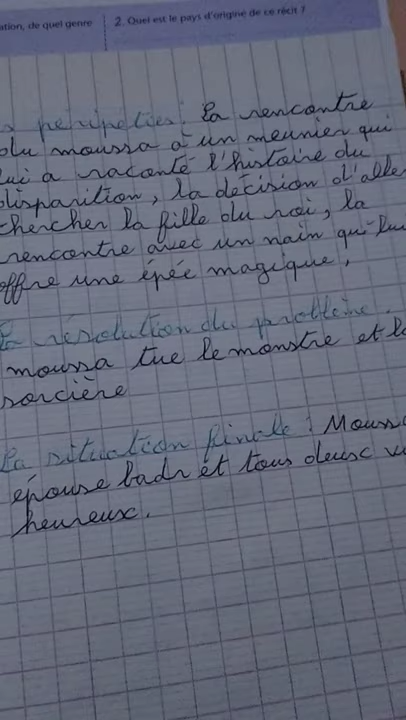 ation, de quel genre 2. Quel est le pays d'origine de ce récit ?
s péripéties : la rencontre
du moussa à un meunier qui
lui a raconté l'histoire du
disparition, la décision d'aller
chercher la fille du roi, la
rencontre avec un nain qui lui
offre une épée magique,
La résolution du problème.
moussa tue le monstre et la
sorcière
La situation finale : Mouss
épouse badr et tous deux v
heureux.